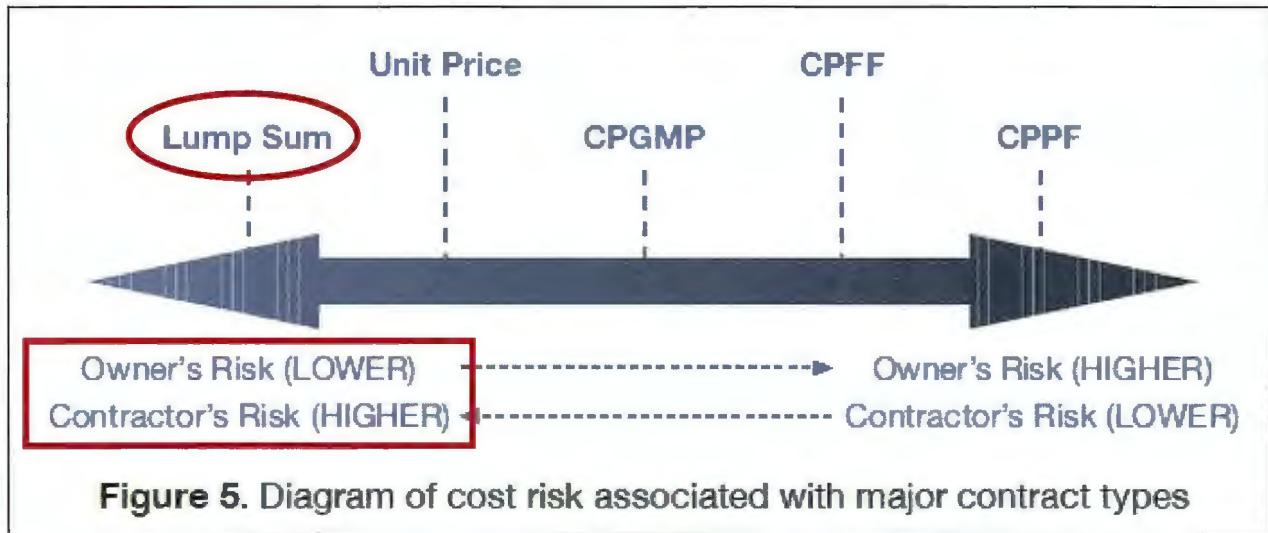 Unit Price CPFF
Lump Sum CPGMP CPPF
Owner's Risk (LOWER) Owner's Risk (HIGHER)
Contractor's Risk (HIGHER) Contractor's Risk (LOWER)
Figure 5. Diagram of cost risk associated with major contract types